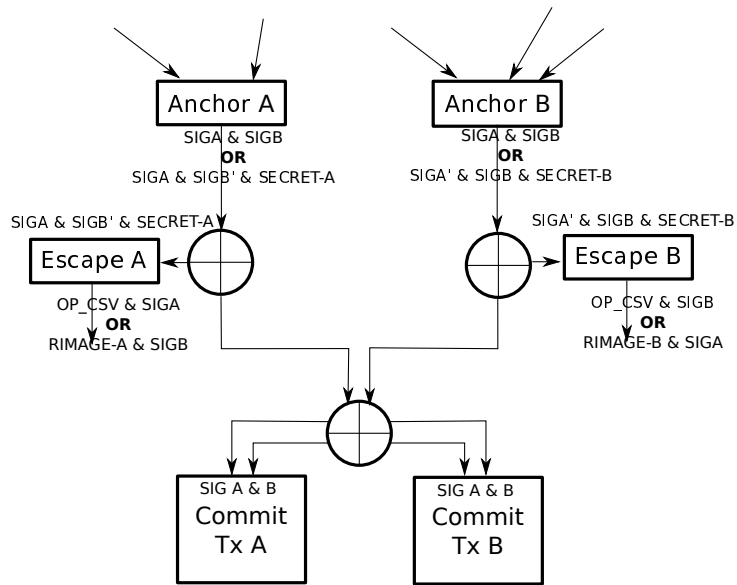 Anchor A
Anchor B
SIGA & SIGB
OR
SIGA & SIGB' & SECRET-A
SIGA & SIGB
OR
SIGA' & SIGB & SECRET-B
SIGA & SIGB' & SECRET-A
SIGA' & SIGB & SECRET-B
Escape A
Escape B
OP_CSV & SIGA
OR
RIMAGE-A & SIGB
OP_CSV & SIGB
OR
RIMAGE-B & SIGA
SIG A & B
Commit
Tx A
SIG A & B
Commit
Tx B